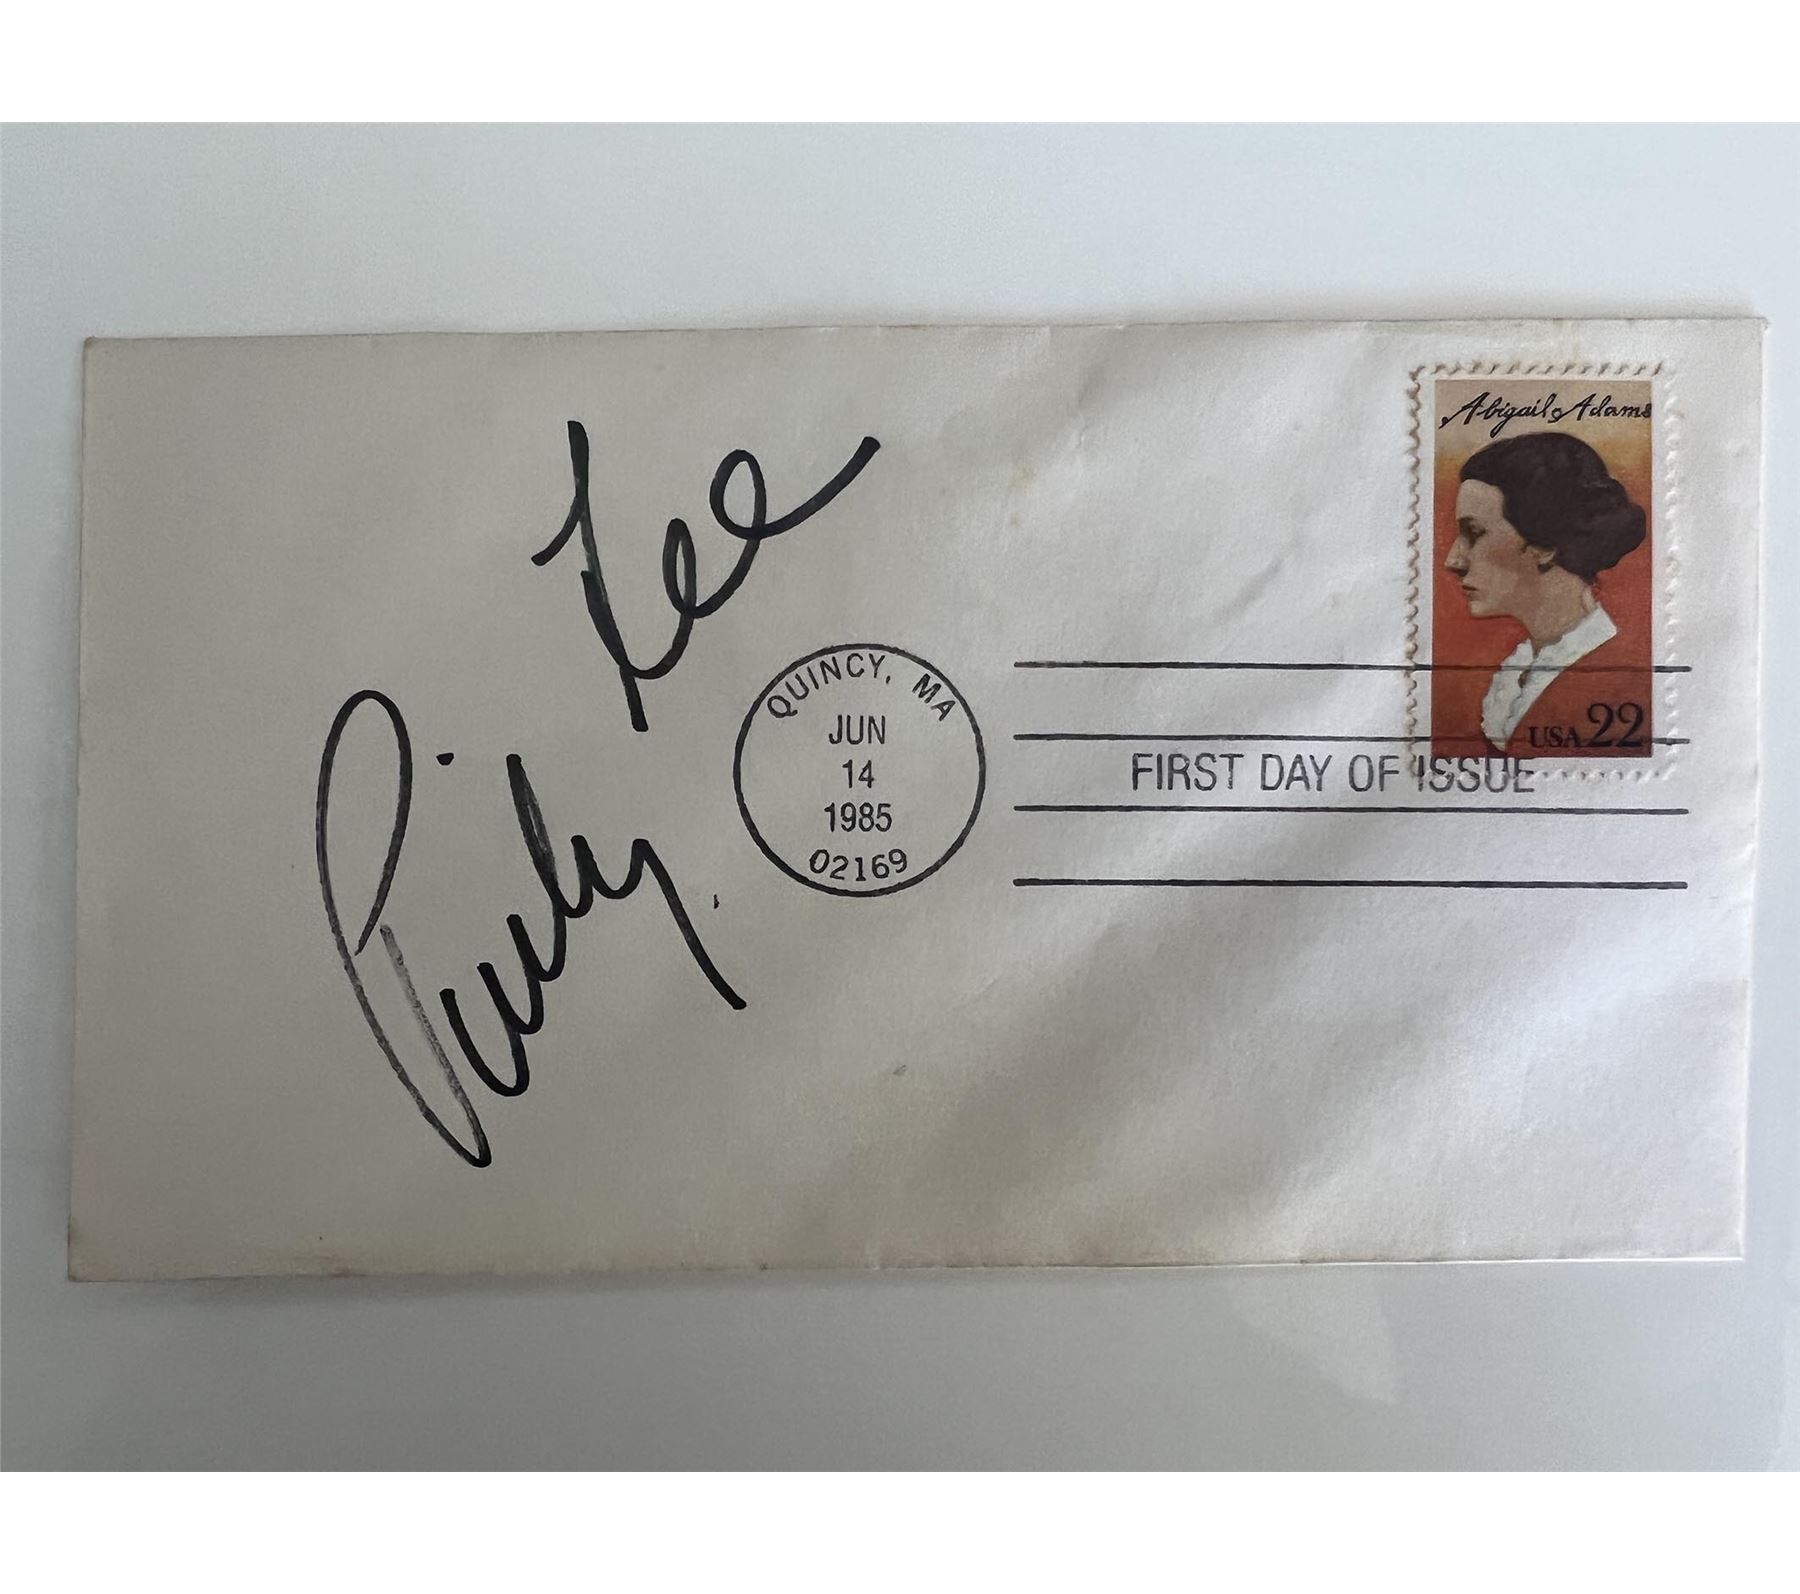 Pinky Lee
Abigail Adams
USA 22
QUINCY, MA
JUN
14
1985
02169
FIRST DAY OF ISSUE